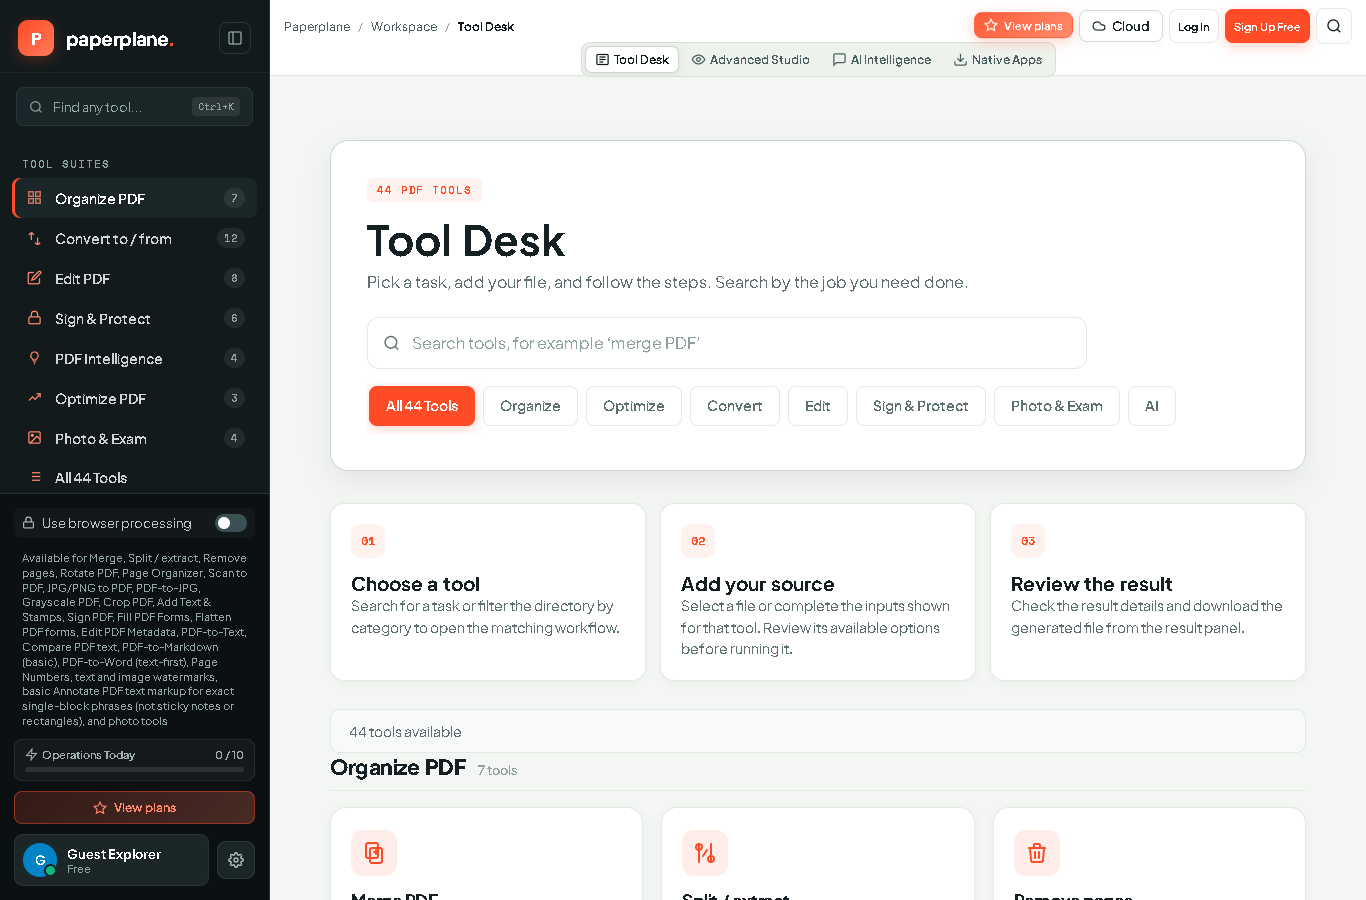 P paperplane.
Find any tool... Ctrl+K
TOOL SUITES
Organize PDF 7
Convert to / from 12
Edit PDF 8
Sign & Protect 6
PDF Intelligence 4
Optimize PDF 3
Photo & Exam 4
All 44 Tools
Use browser processing
Available for Merge, Split / extract, Remove
pages, Rotate PDF, Page Organizer, Scan to
PDF, JPG/PNG to PDF, PDF-to-JPG,
Grayscale PDF, Crop PDF, Add Text &
Stamps, Sign PDF, Fill PDF Forms, Flatten
PDF forms, Edit PDF Metadata, PDF-to-Text,
Compare PDF text, PDF-to-Markdown
(basic), PDF-to-Word (text-first), Page
Numbers, text and image watermarks,
basic Annotate PDF text markup for exact
single-block phrases (not sticky notes or
rectangles), and photo tools
Operations Today 0 / 10
View plans
G Guest Explorer
Free
Paperplane / Workspace / Tool Desk
View plans Cloud Log In Sign Up Free
Tool Desk Advanced Studio AI Intelligence Native Apps
44 PDF TOOLS
Tool Desk
Pick a task, add your file, and follow the steps. Search by the job you need done.
Search tools, for example ‘merge PDF’
All 44 Tools Organize Optimize Convert Edit Sign & Protect Photo & Exam AI
01
Choose a tool
Search for a task or filter the directory by
category to open the matching workflow.
02
Add your source
Select a file or complete the inputs shown
for that tool. Review its available options
before running it.
03
Review the result
Check the result details and download the
generated file from the result panel.
44 tools available
Organize PDF 7 tools
Merge PDF Split / extract Remove pages